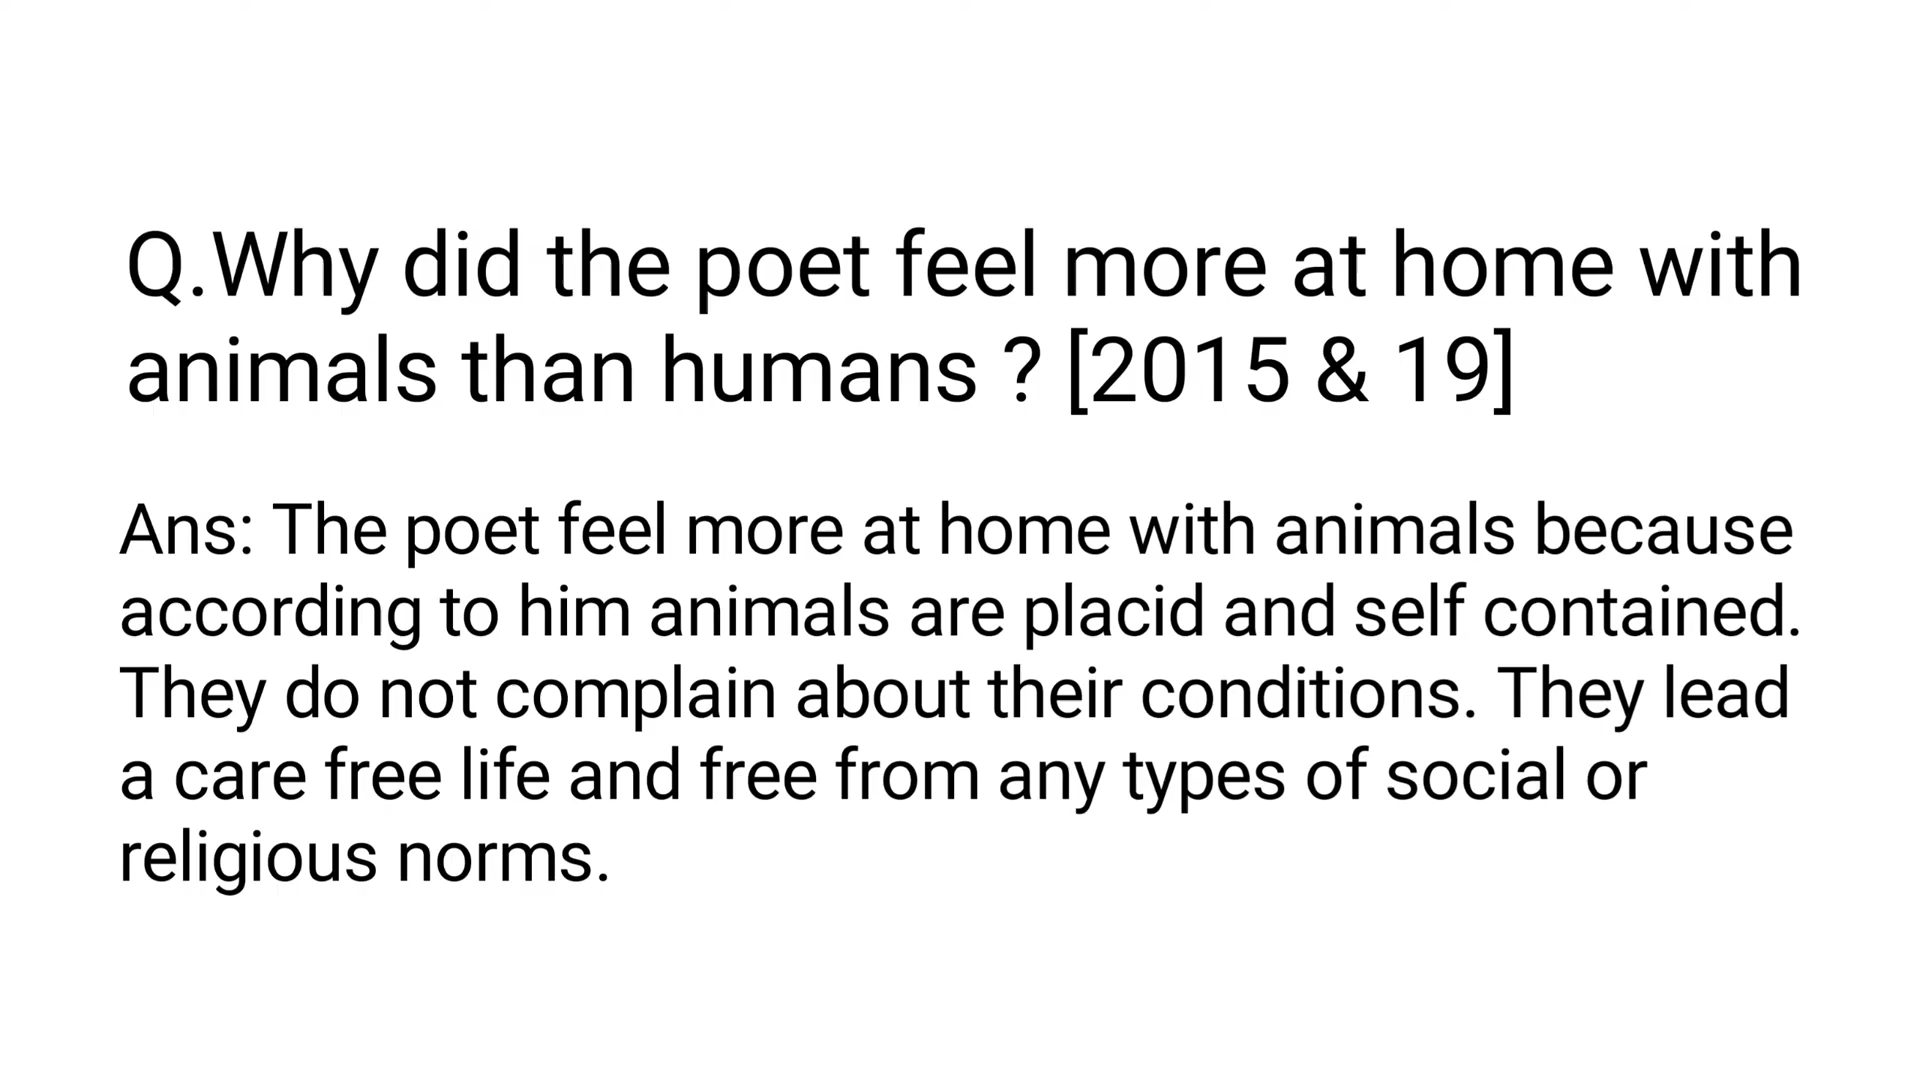 Q.Why did the poet feel more at home with
animals than humans ? [2015 & 19]
Ans: The poet feel more at home with animals because
according to him animals are placid and self contained.
They do not complain about their conditions. They lead
a care free life and free from any types of social or
religious norms.